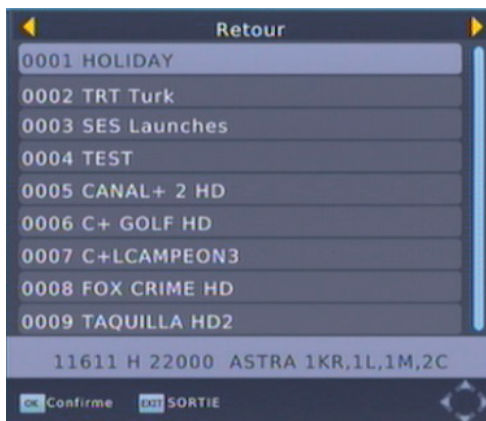 Retour
0001 HOLIDAY
0002 TRT Turk
0003 SES Launches
0004 TEST
0005 CANAL+ 2 HD
0006 C+ GOLF HD
0007 C+LCAMPEON3
0008 FOX CRIME HD
0009 TAQUILLA HD2
11611 H 22000 ASTRA 1KR,1L,1M,2C
OK Confirme EXIT SORTIE